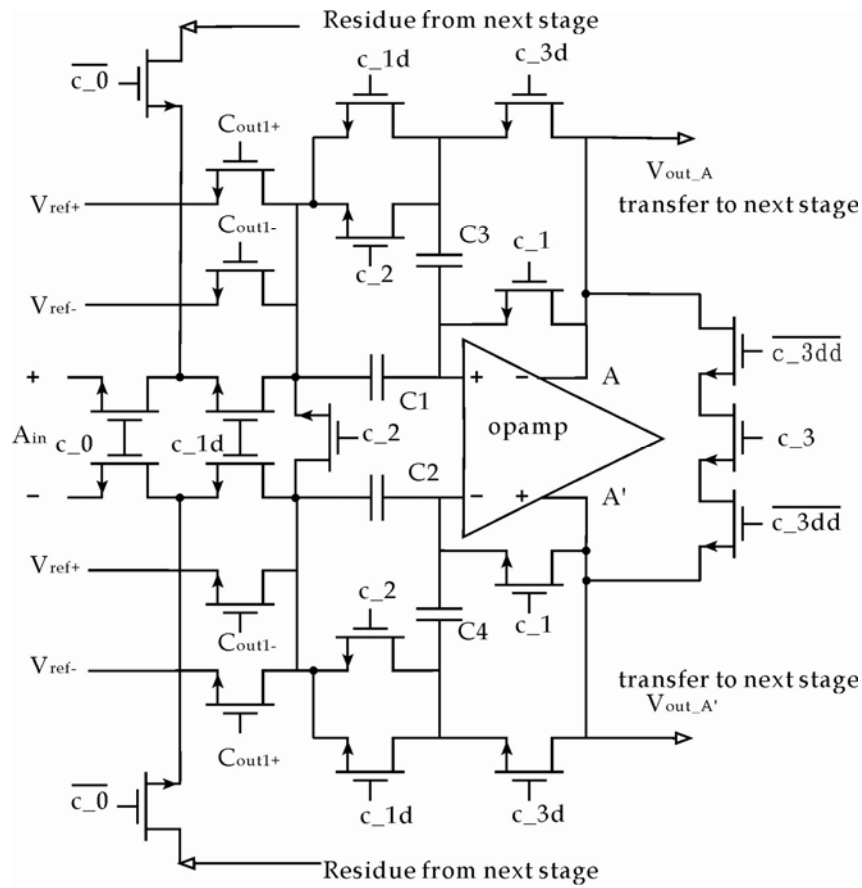 Residue from next stage
c_0
c_1d
c_3d
Cout1+
Vref+
Vout_A
transfer to next stage
Cout1-
c_2
C3
c_1
Vref-
c_3dd
+
C1
+
−
A
Ain
c_0
c_1d
c_2
opamp
c_3
C2
−
−
+
A'
c_3dd
Vref+
c_2
Cout1-
C4
c_1
Vref-
transfer to next stage
Vout_A'
Cout1+
c_0
c_1d
c_3d
Residue from next stage